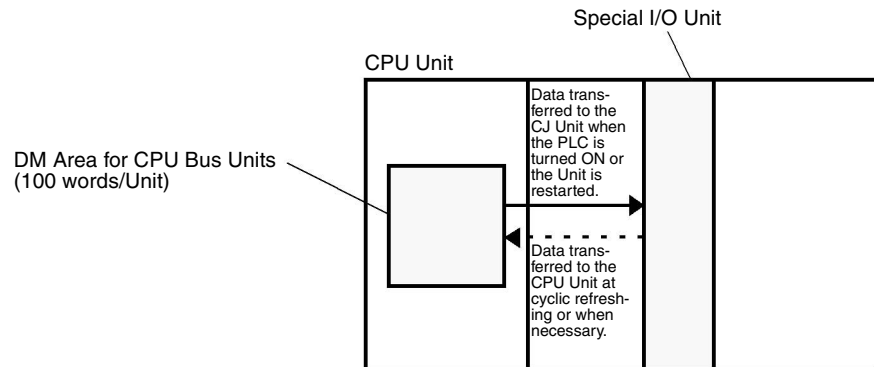 Special I/O Unit
CPU Unit
Data trans-
ferred to the
CJ Unit when
the PLC is
turned ON or
the Unit is
restarted.
DM Area for CPU Bus Units
(100 words/Unit)
Data trans-
ferred to the
CPU Unit at
cyclic refresh-
ing or when
necessary.